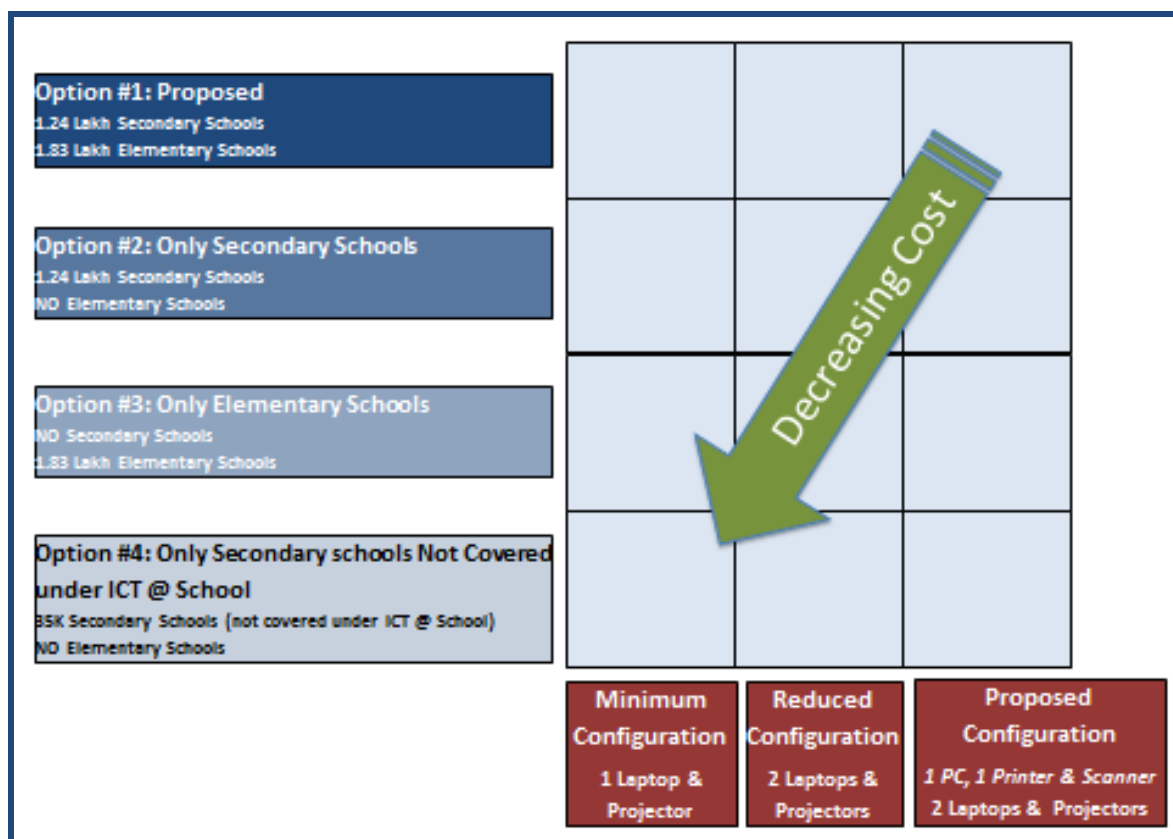 Option #1: Proposed
1.24 Lakh Secondary Schools
1.83 Lakh Elementary Schools
Option #2: Only Secondary Schools
1.24 Lakh Secondary Schools
NO Elementary Schools
Option #3: Only Elementary Schools
NO Secondary Schools
1.83 Lakh Elementary Schools
Option #4: Only Secondary schools Not Covered
under ICT @ School
35K Secondary Schools (not covered under ICT @ School)
NO Elementary Schools
Decreasing Cost
Minimum
Configuration
1 Laptop &
Projector
Reduced
Configuration
2 Laptops &
Projectors
Proposed
Configuration
1 PC, 1 Printer & Scanner
2 Laptops & Projectors